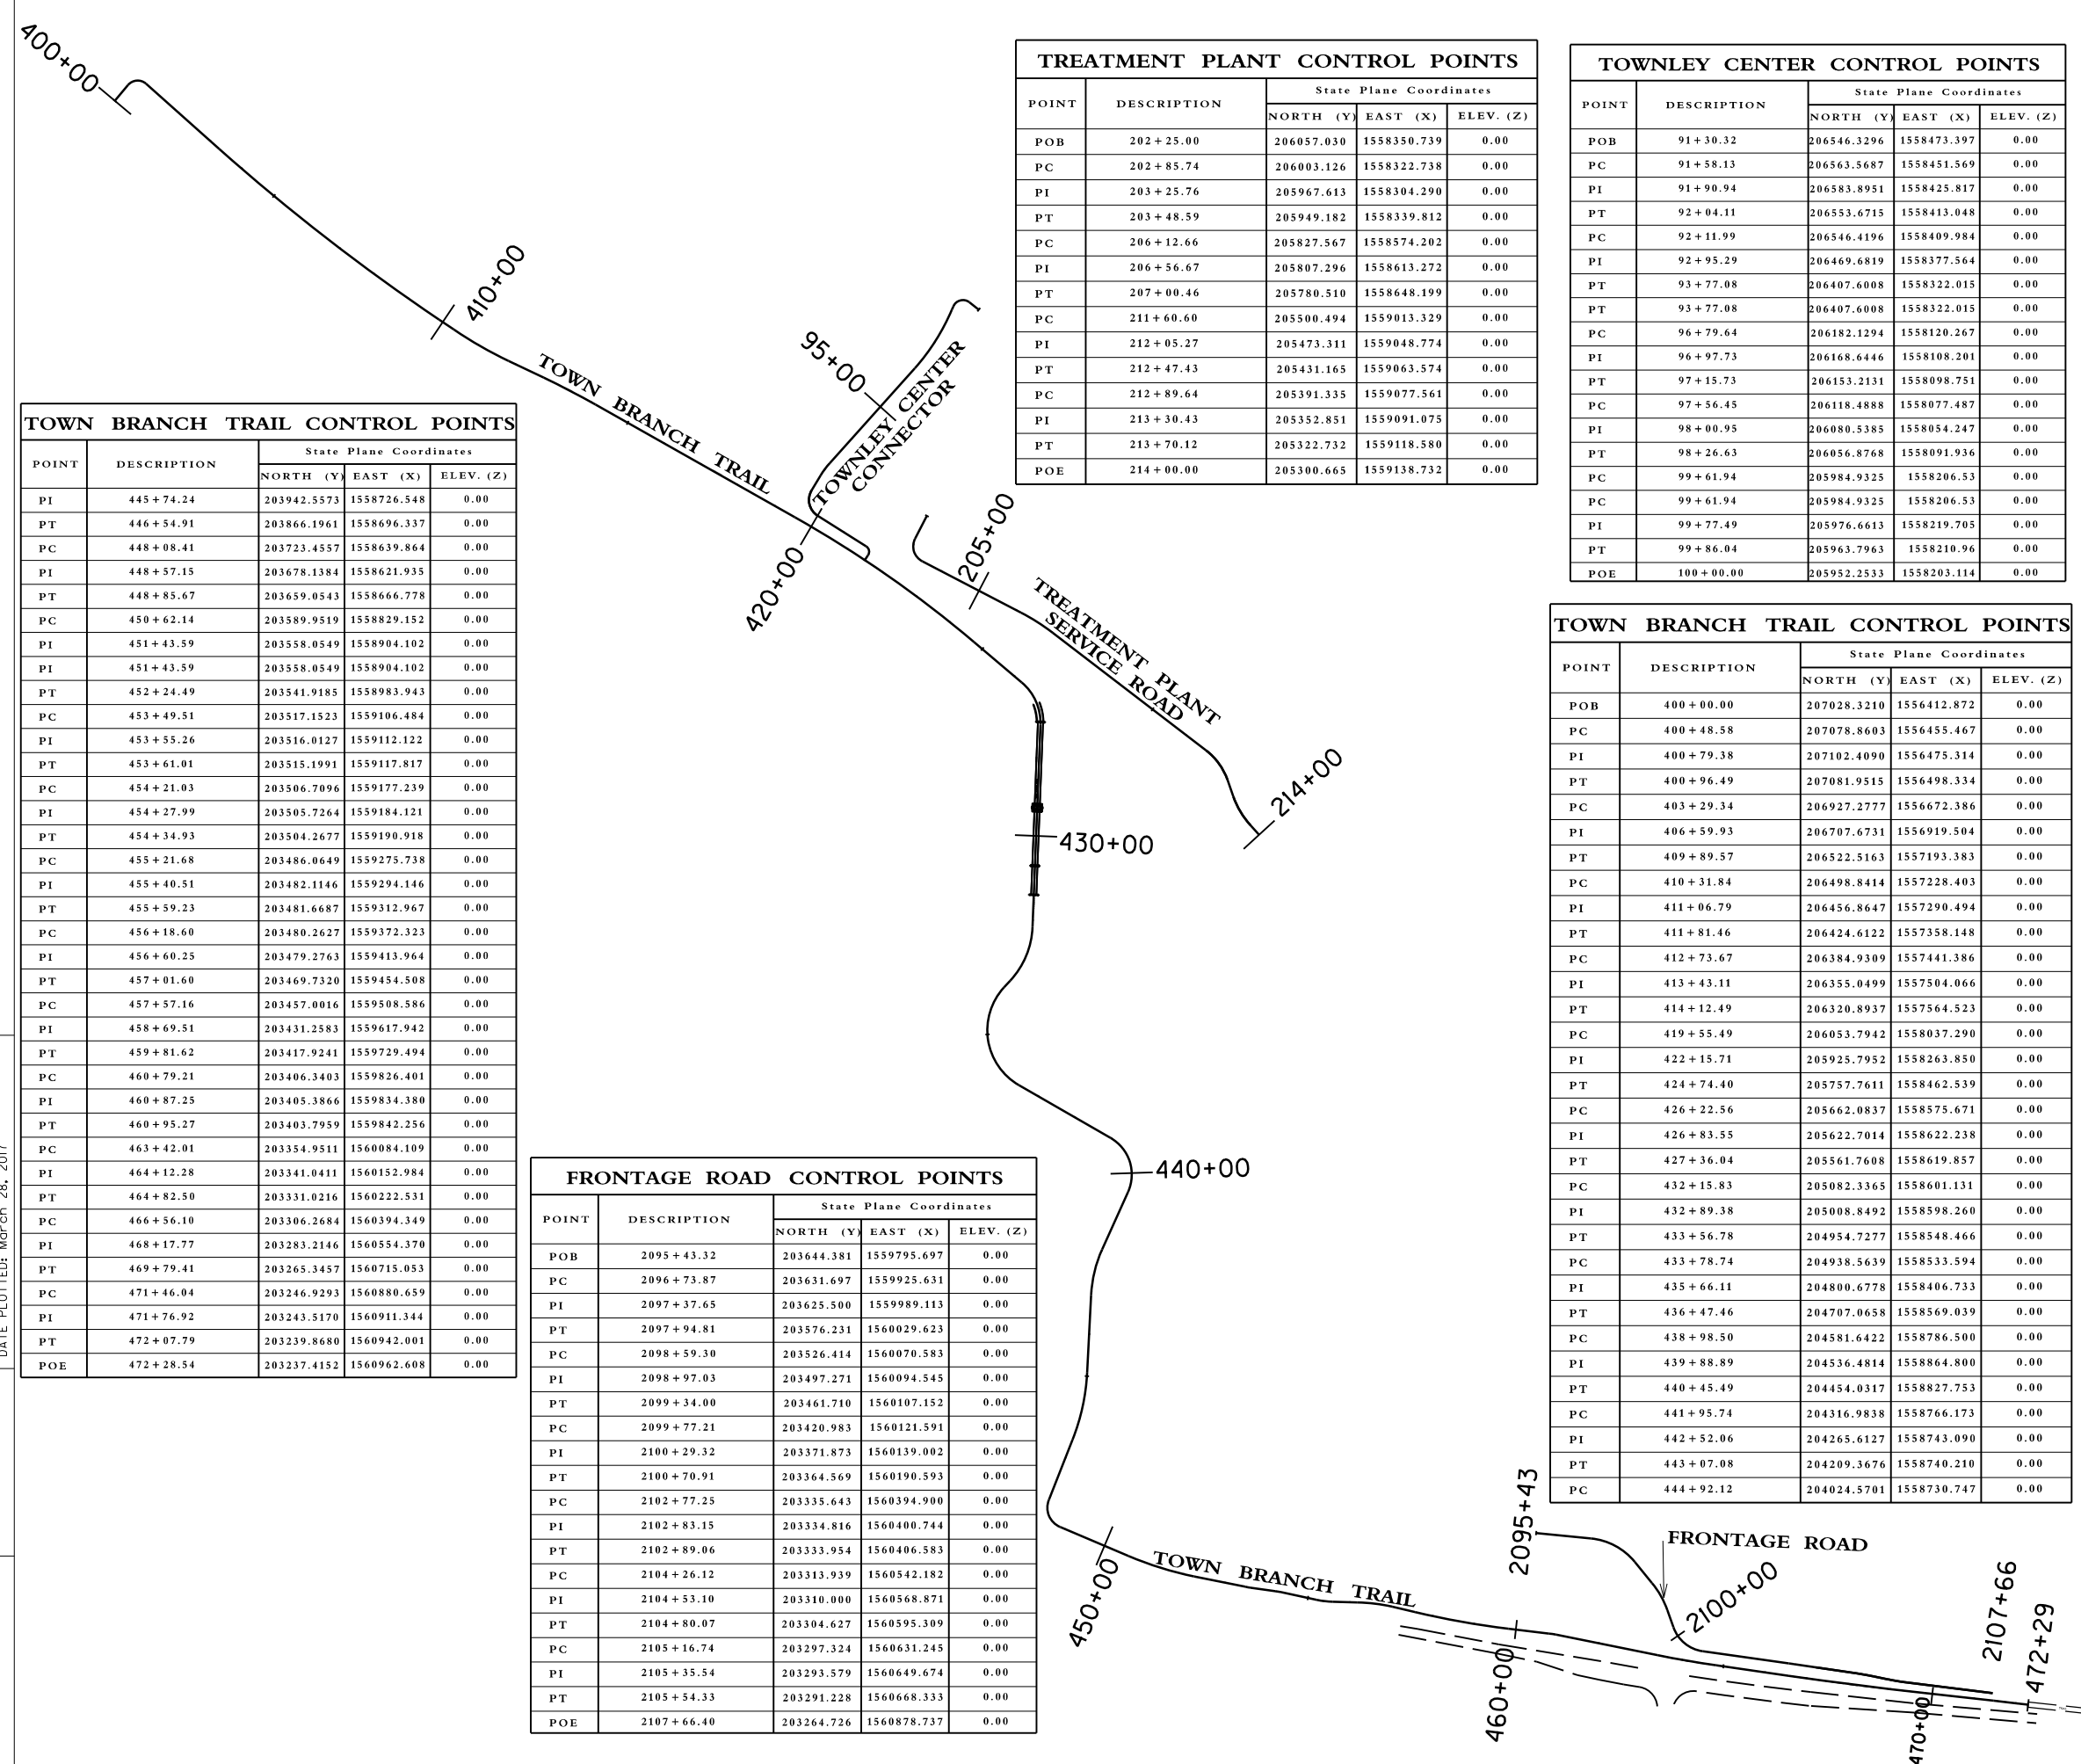 400+00
410+00
TOWN BRANCH TRAIL
95+00
TOWNLEY CENTER
CONNECTOR
420+00
205+00
TREATMENT PLANT
SERVICE ROAD
214+00
430+00
440+00
450+00
TOWN BRANCH TRAIL
460+00
2095+43
FRONTAGE ROAD
2100+00
2107+66
472+29
470+00
TREATMENT PLANT CONTROL POINTS
POINT DESCRIPTION State Plane Coordinates
NORTH (Y) EAST (X) ELEV. (Z)
POB 202+25.00 206057.030 1558350.739 0.00
PC 202+85.74 206003.126 1558322.738 0.00
PI 203+25.76 205967.613 1558304.290 0.00
PT 203+48.59 205949.182 1558339.812 0.00
PC 206+12.66 205827.567 1558574.202 0.00
PI 206+56.67 205807.296 1558613.272 0.00
PT 207+00.46 205780.510 1558648.199 0.00
PC 211+60.60 205500.494 1559013.329 0.00
PI 212+05.27 205473.311 1559048.774 0.00
PT 212+47.43 205431.165 1559063.574 0.00
PC 212+89.64 205391.335 1559077.561 0.00
PI 213+30.43 205352.851 1559091.075 0.00
PT 213+70.12 205322.732 1559118.580 0.00
POE 214+00.00 205300.665 1559138.732 0.00
TOWNLEY CENTER CONTROL POINTS
POINT DESCRIPTION State Plane Coordinates
NORTH (Y) EAST (X) ELEV. (Z)
POB 91+30.32 206546.3296 1558473.397 0.00
PC 91+58.13 206563.5687 1558451.569 0.00
PI 91+90.94 206583.8951 1558425.817 0.00
PT 92+04.11 206553.6715 1558413.048 0.00
PC 92+11.99 206546.4196 1558409.984 0.00
PI 92+95.29 206469.6819 1558377.564 0.00
PT 93+77.08 206407.6008 1558322.015 0.00
PT 93+77.08 206407.6008 1558322.015 0.00
PC 96+79.64 206182.1294 1558120.267 0.00
PI 96+97.73 206168.6446 1558108.201 0.00
PT 97+15.73 206153.2131 1558098.751 0.00
PC 97+56.45 206118.4888 1558077.487 0.00
PI 98+00.95 206080.5385 1558054.247 0.00
PT 98+26.63 206056.8768 1558091.936 0.00
PC 99+61.94 205984.9325 1558206.53 0.00
PC 99+61.94 205984.9325 1558206.53 0.00
PI 99+77.49 205976.6613 1558219.705 0.00
PT 99+86.04 205963.7963 1558210.96 0.00
POE 100+00.00 205952.2533 1558203.114 0.00
TOWN BRANCH TRAIL CONTROL POINTS
POINT DESCRIPTION State Plane Coordinates
NORTH (Y) EAST (X) ELEV. (Z)
PI 445+74.24 203942.5573 1558726.548 0.00
PT 446+54.91 203866.1961 1558696.337 0.00
PC 448+08.41 203723.4557 1558639.864 0.00
PI 448+57.15 203678.1384 1558621.935 0.00
PT 448+85.67 203659.0543 1558666.778 0.00
PC 450+62.14 203589.9519 1558829.152 0.00
PI 451+43.59 203558.0549 1558904.102 0.00
PI 451+43.59 203558.0549 1558904.102 0.00
PT 452+24.49 203541.9185 1558983.943 0.00
PC 453+49.51 203517.1523 1559106.484 0.00
PI 453+55.26 203516.0127 1559112.122 0.00
PT 453+61.01 203515.1991 1559117.817 0.00
PC 454+21.03 203506.7096 1559177.239 0.00
PI 454+27.99 203505.7264 1559184.121 0.00
PT 454+34.93 203504.2677 1559190.918 0.00
PC 455+21.68 203486.0649 1559275.738 0.00
PI 455+40.51 203482.1146 1559294.146 0.00
PT 455+59.23 203481.6687 1559312.967 0.00
PC 456+18.60 203480.2627 1559372.323 0.00
PI 456+60.25 203479.2763 1559413.964 0.00
PT 457+01.60 203469.7320 1559454.508 0.00
PC 457+57.16 203457.0016 1559508.586 0.00
PI 458+69.51 203431.2583 1559617.942 0.00
PT 459+81.62 203417.9241 1559729.494 0.00
PC 460+79.21 203406.3403 1559826.401 0.00
PI 460+87.25 203405.3866 1559834.380 0.00
PT 460+95.27 203403.7959 1559842.256 0.00
PC 463+42.01 203354.9511 1560084.109 0.00
PI 464+12.28 203341.0411 1560152.984 0.00
PT 464+82.50 203331.0216 1560222.531 0.00
PC 466+56.10 203306.2684 1560394.349 0.00
PI 468+17.77 203283.2146 1560554.370 0.00
PT 469+79.41 203265.3457 1560715.053 0.00
PC 471+46.04 203246.9293 1560880.659 0.00
PI 471+76.92 203243.5170 1560911.344 0.00
PT 472+07.79 203239.8680 1560942.001 0.00
POE 472+28.54 203237.4152 1560962.608 0.00
TOWN BRANCH TRAIL CONTROL POINTS
POINT DESCRIPTION State Plane Coordinates
NORTH (Y) EAST (X) ELEV. (Z)
POB 400+00.00 207028.3210 1556412.872 0.00
PC 400+48.58 207078.8603 1556455.467 0.00
PI 400+79.38 207102.4090 1556475.314 0.00
PT 400+96.49 207081.9515 1556498.334 0.00
PC 403+29.34 206927.2777 1556672.386 0.00
PI 406+59.93 206707.6731 1556919.504 0.00
PT 409+89.57 206522.5163 1557193.383 0.00
PC 410+31.84 206498.8414 1557228.403 0.00
PI 411+06.79 206456.8647 1557290.494 0.00
PT 411+81.46 206424.6122 1557358.148 0.00
PC 412+73.67 206384.9309 1557441.386 0.00
PI 413+43.11 206355.0499 1557504.066 0.00
PT 414+12.49 206320.8937 1557564.523 0.00
PC 419+55.49 206053.7942 1558037.290 0.00
PI 422+15.71 205925.7952 1558263.850 0.00
PT 424+74.40 205757.7611 1558462.539 0.00
PC 426+22.56 205662.0837 1558575.671 0.00
PI 426+83.55 205622.7014 1558622.238 0.00
PT 427+36.04 205561.7608 1558619.857 0.00
PC 432+15.83 205082.3365 1558601.131 0.00
PI 432+89.38 205008.8492 1558598.260 0.00
PT 433+56.78 204954.7277 1558548.466 0.00
PC 433+78.74 204938.5639 1558533.594 0.00
PI 435+66.11 204800.6778 1558406.733 0.00
PT 436+47.46 204707.0658 1558569.039 0.00
PC 438+98.50 204581.6422 1558786.500 0.00
PI 439+88.89 204536.4814 1558864.800 0.00
PT 440+45.49 204454.0317 1558827.753 0.00
PC 441+95.74 204316.9838 1558766.173 0.00
PI 442+52.06 204265.6127 1558743.090 0.00
PT 443+07.08 204209.3676 1558740.210 0.00
PC 444+92.12 204024.5701 1558730.747 0.00
FRONTAGE ROAD CONTROL POINTS
POINT DESCRIPTION State Plane Coordinates
NORTH (Y) EAST (X) ELEV. (Z)
POB 2095+43.32 203644.381 1559795.697 0.00
PC 2096+73.87 203631.697 1559925.631 0.00
PI 2097+37.65 203625.500 1559989.113 0.00
PT 2097+94.81 203576.231 1560029.623 0.00
PC 2098+59.30 203526.414 1560070.583 0.00
PI 2098+97.03 203497.271 1560094.545 0.00
PT 2099+34.00 203461.710 1560107.152 0.00
PC 2099+77.21 203420.983 1560121.591 0.00
PI 2100+29.32 203371.873 1560139.002 0.00
PT 2100+70.91 203364.569 1560190.593 0.00
PC 2102+77.25 203335.643 1560394.900 0.00
PI 2102+83.15 203334.816 1560400.744 0.00
PT 2102+89.06 203333.954 1560406.583 0.00
PC 2104+26.12 203313.939 1560542.182 0.00
PI 2104+53.10 203310.000 1560568.871 0.00
PT 2104+80.07 203304.627 1560595.309 0.00
PC 2105+16.74 203297.324 1560631.245 0.00
PI 2105+35.54 203293.579 1560649.674 0.00
PT 2105+54.33 203291.228 1560668.333 0.00
POE 2107+66.40 203264.726 1560878.737 0.00
DATE PLOTTED: March 28, 2017